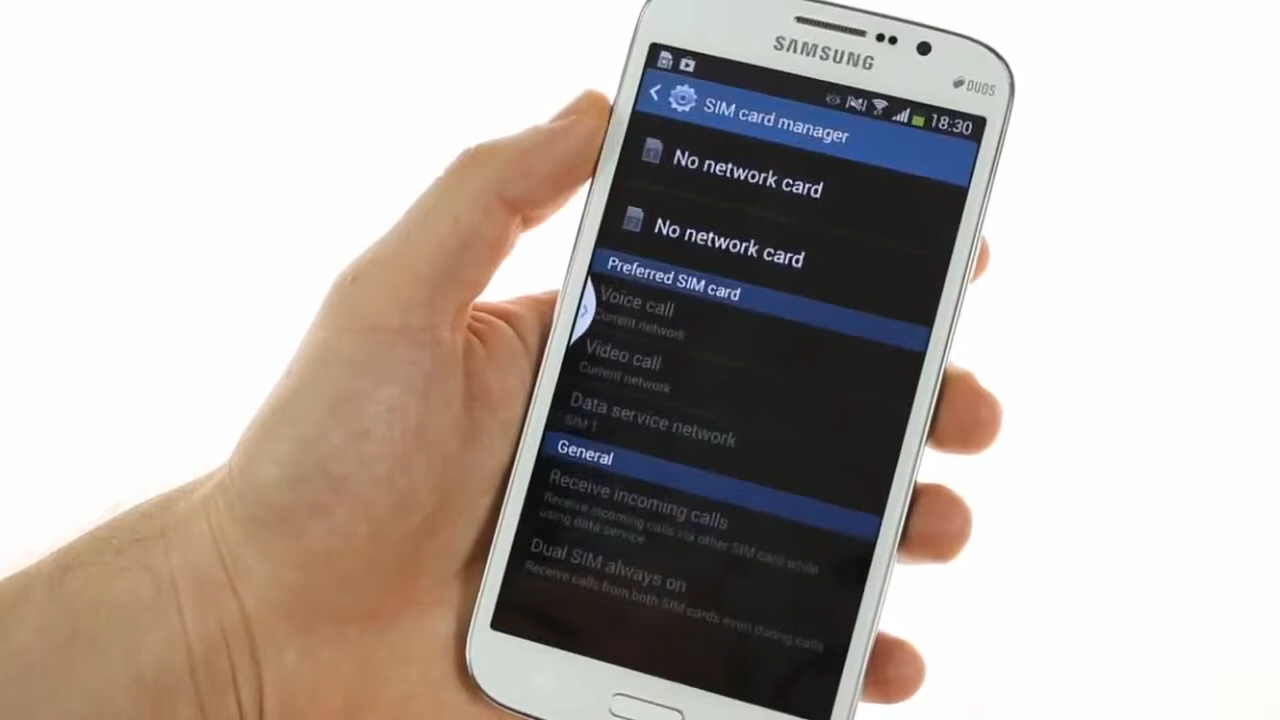 SAMSUNG
DUOS
18:30
SIM card manager
1
No network card
2
No network card
Preferred SIM card
Voice call
Current network
Video call
Current network
Data service network
SIM 1
General
Receive incoming calls
Receive incoming calls via other SIM card while
using data service
Dual SIM always on
Receive calls from both SIM cards even during calls